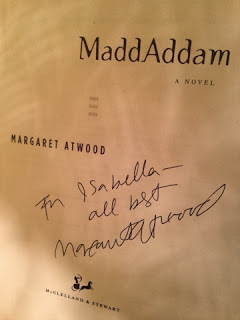 MaddAddam
A NOVEL
MARGARET ATWOOD
For Isabella –
all best
Margaret Atwood
McCLELLAND & STEWART